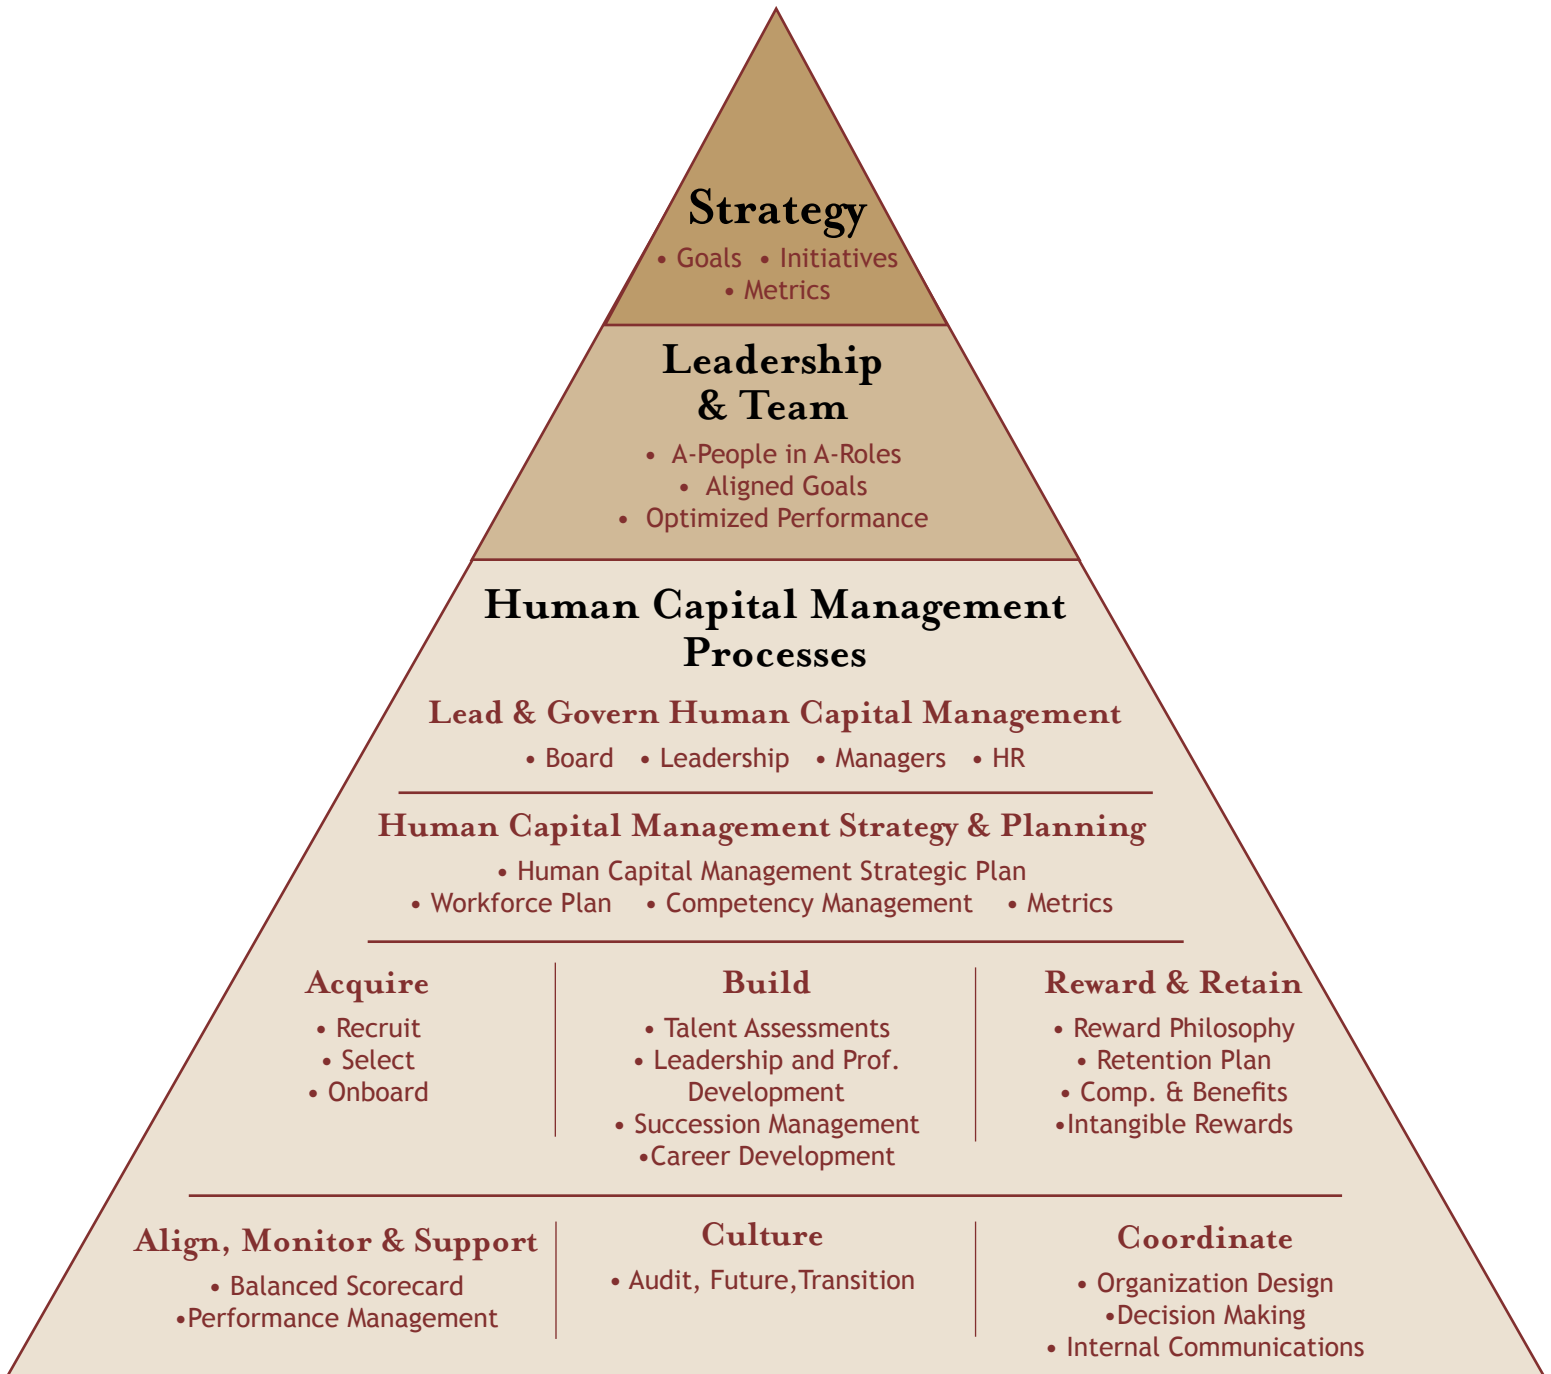 Strategy
• Goals • Initiatives
• Metrics
Leadership
& Team
• A-People in A-Roles
• Aligned Goals
• Optimized Performance
Human Capital Management
Processes
Lead & Govern Human Capital Management
• Board • Leadership • Managers • HR
Human Capital Management Strategy & Planning
• Human Capital Management Strategic Plan
• Workforce Plan • Competency Management • Metrics
Acquire
• Recruit
• Select
• Onboard
Build
• Talent Assessments
• Leadership and Prof.
Development
• Succession Management
•Career Development
Reward & Retain
• Reward Philosophy
• Retention Plan
• Comp. & Benefits
•Intangible Rewards
Align, Monitor & Support
• Balanced Scorecard
•Performance Management
Culture
• Audit, Future,Transition
Coordinate
• Organization Design
•Decision Making
• Internal Communications